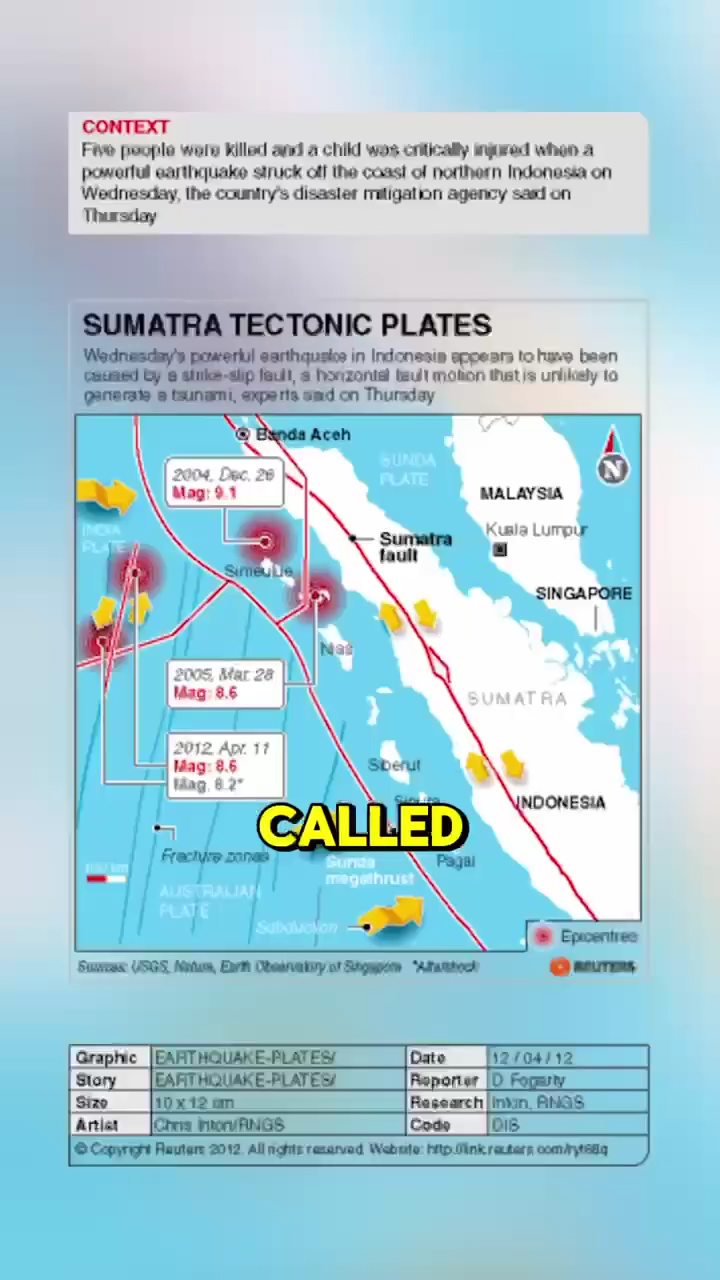 CONTEXT
Five people were killed and a child was critically injured when a
powerful earthquake struck off the coast of northern Indonesia on
Wednesday, the country's disaster mitigation agency said on
Thursday
SUMATRA TECTONIC PLATES
Wednesday's powerful earthquake in Indonesia appears to have been
caused by a strike-slip fault, a horizontal fault motion that is unlikely to
generate a tsunami, experts said on Thursday
Banda Aceh
N
2004, Dec. 26
Mag: 9.1
SUNDA
PLATE
MALAYSIA
Kuala Lumpur
INDIA
PLATE
Sumatra
fault
Simeulue
SINGAPORE
Nias
2005, Mar. 28
Mag: 8.6
SUMATRA
2012, Apr. 11
Mag: 8.6
Mag. 8.2*
Siberut
Sipura
INDONESIA
CALLED
Fracture zones
Sunda
megathrust
Pagai
AUSTRALIAN
PLATE
Subduction
Epicentres
Sources: USGS, Nature, Earth Observatory of Singapore *Aftershock
REUTERS
Graphic EARTHQUAKE-PLATES/ Date 12 / 04 / 12
Story EARTHQUAKE-PLATES/ Reporter D Fogarty
Size 10 x 12 cm Research Inton, RNGS
Artist Chris Inton/RNGS Code DIS
© Copyright Reuters 2012. All rights reserved. Website: http://link.reuters.com/